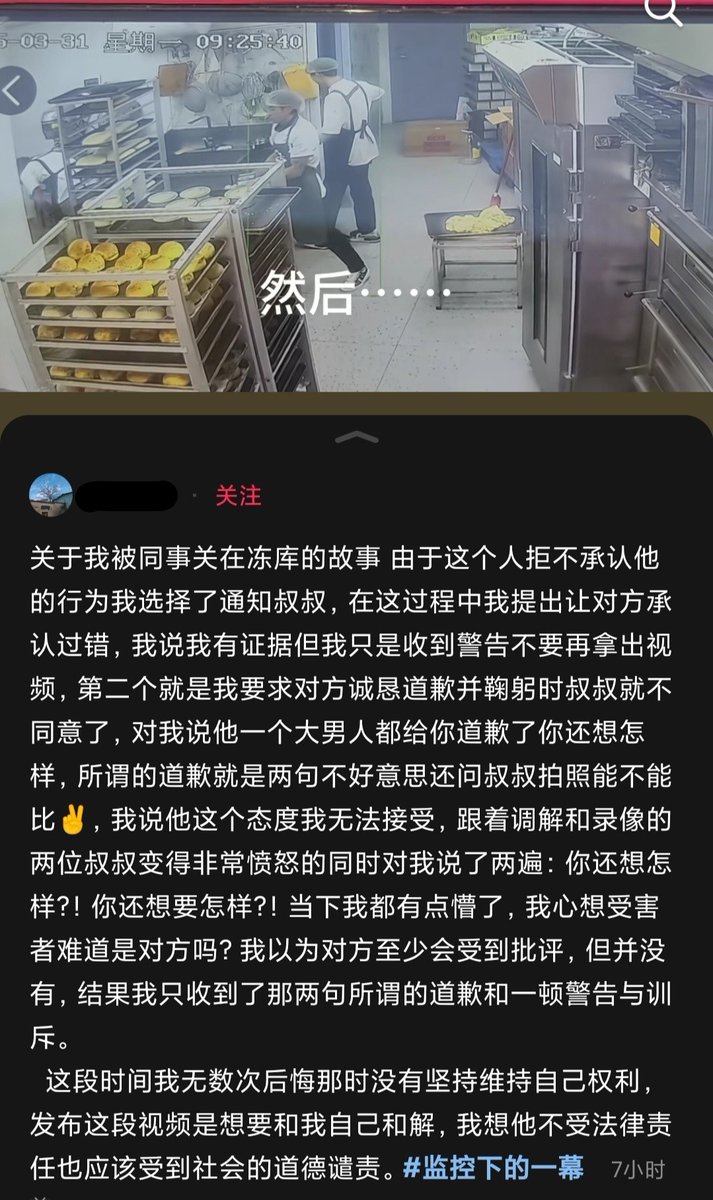 5-03-31 星期一 09:25:40
然后……
· 关注
关于我被同事关在冻库的故事 由于这个人拒不承认他
的行为我选择了通知叔叔，在这过程中我提出让对方承
认过错，我说我有证据但我只是收到警告不要再拿出视
频，第二个就是我要求对方诚恳道歉并鞠躬时叔叔就不
同意了，对我说他一个大男人都给你道歉了你还想怎
样，所谓的道歉就是两句不好意思还问叔叔拍照能不能
比✌️，我说他这个态度我无法接受，跟着调解和录像的
两位叔叔变得非常愤怒的同时对我说了两遍：你还想怎
样?! 你还想要怎样?! 当下我都有点懵了，我心想受害
者难道是对方吗？我以为对方至少会受到批评，但并没
有，结果我只收到了那两句所谓的道歉和一顿警告与训
斥。
这段时间我无数次后悔那时没有坚持维持自己权利，
发布这段视频是想要和我自己和解，我想他不受法律责
任也应该受到社会的道德谴责。#监控下的一幕 7小时